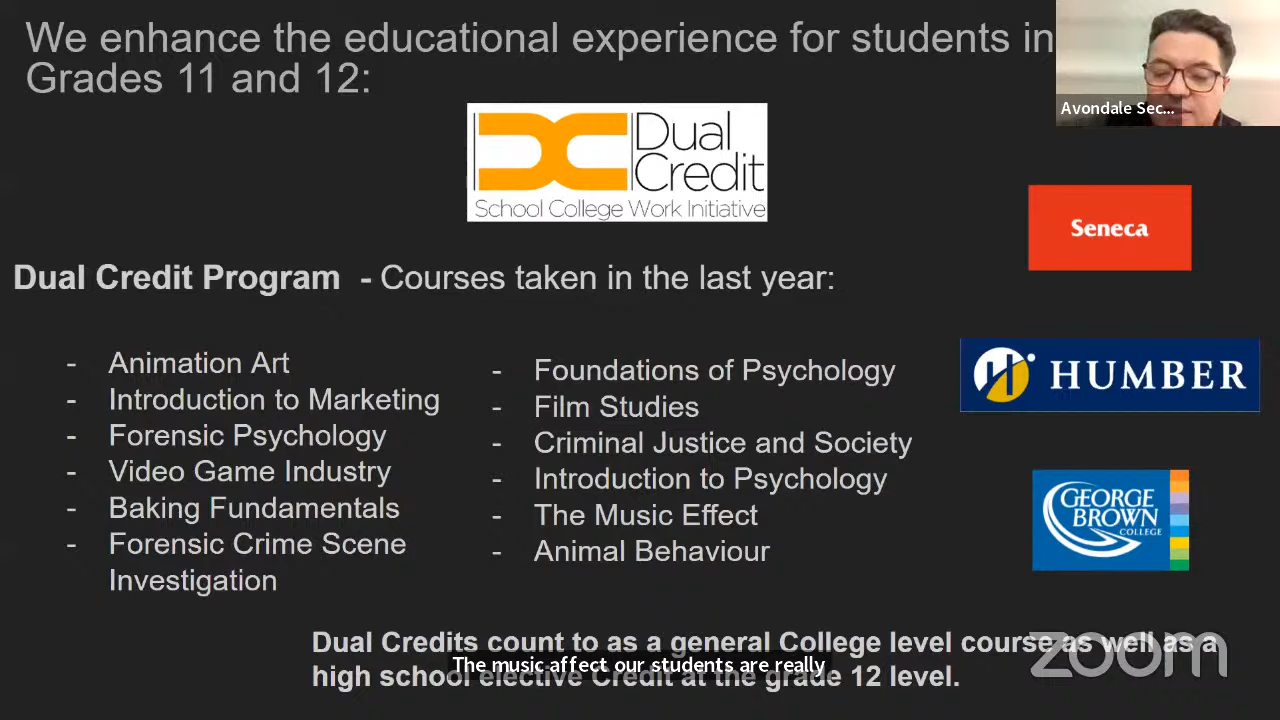 We enhance the educational experience for students in
Grades 11 and 12:
Avondale Sec...
Dual
Credit
School College Work Initiative
Seneca
Dual Credit Program - Courses taken in the last year:
- Animation Art
- Introduction to Marketing
- Forensic Psychology
- Video Game Industry
- Baking Fundamentals
- Forensic Crime Scene
Investigation
- Foundations of Psychology
- Film Studies
- Criminal Justice and Society
- Introduction to Psychology
- The Music Effect
- Animal Behaviour
HUMBER
GEORGE
BROWN
COLLEGE
Dual Credits count to as a general College level course as well as a
high school elective Credit at the grade 12 level.
The music affect our students are really
zoom